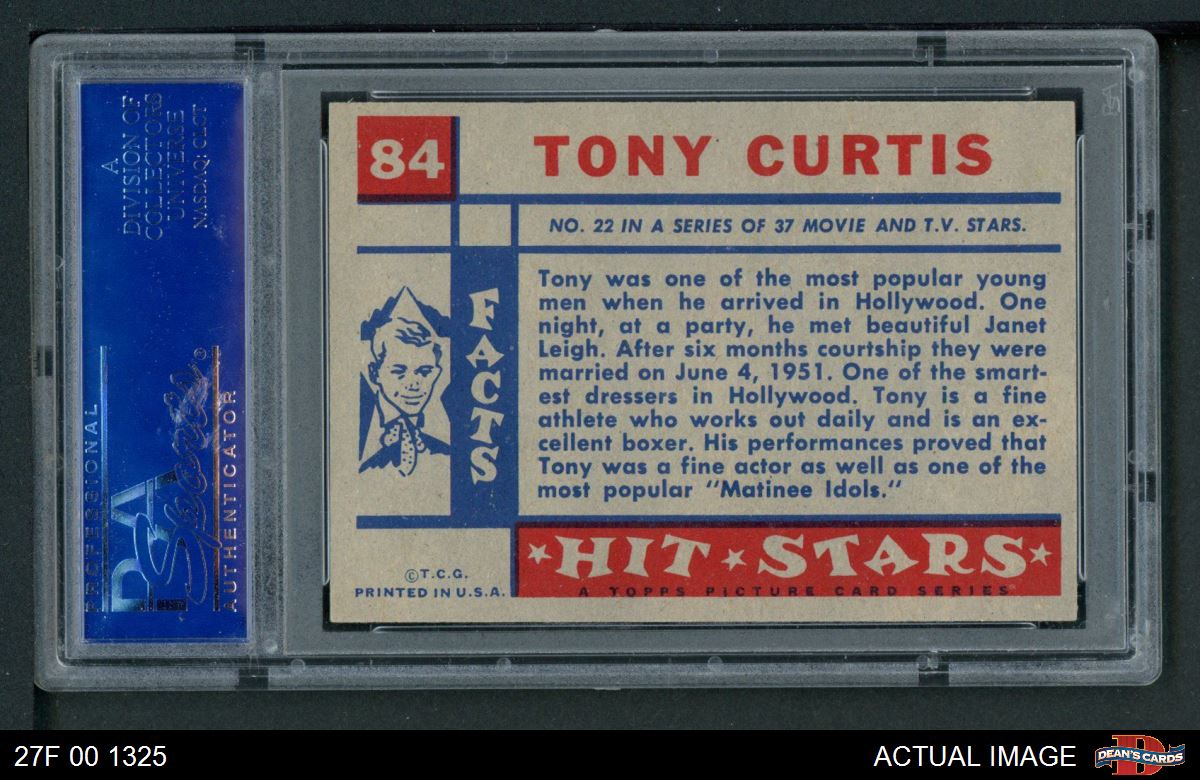 A
DIVISION OF
COLLECTORS
UNIVERSE
NASDAQ: CLCT
PROFESSIONAL
PSA
Sports®
AUTHENTICATOR
PSA
84
TONY CURTIS
NO. 22 IN A SERIES OF 37 MOVIE AND T.V. STARS.
FACTS
Tony was one of the most popular young
men when he arrived in Hollywood. One
night, at a party, he met beautiful Janet
Leigh. After six months courtship they were
married on June 4, 1951. One of the smart-
est dressers in Hollywood. Tony is a fine
athlete who works out daily and is an ex-
cellent boxer. His performances proved that
Tony was a fine actor as well as one of the
most popular "Matinee Idols."
©T.C.G.
PRINTED IN U.S.A.
HIT STARS
A TOPPS PICTURE CARD SERIES
27F 00 1325
ACTUAL IMAGE
D
DEAN'S CARDS